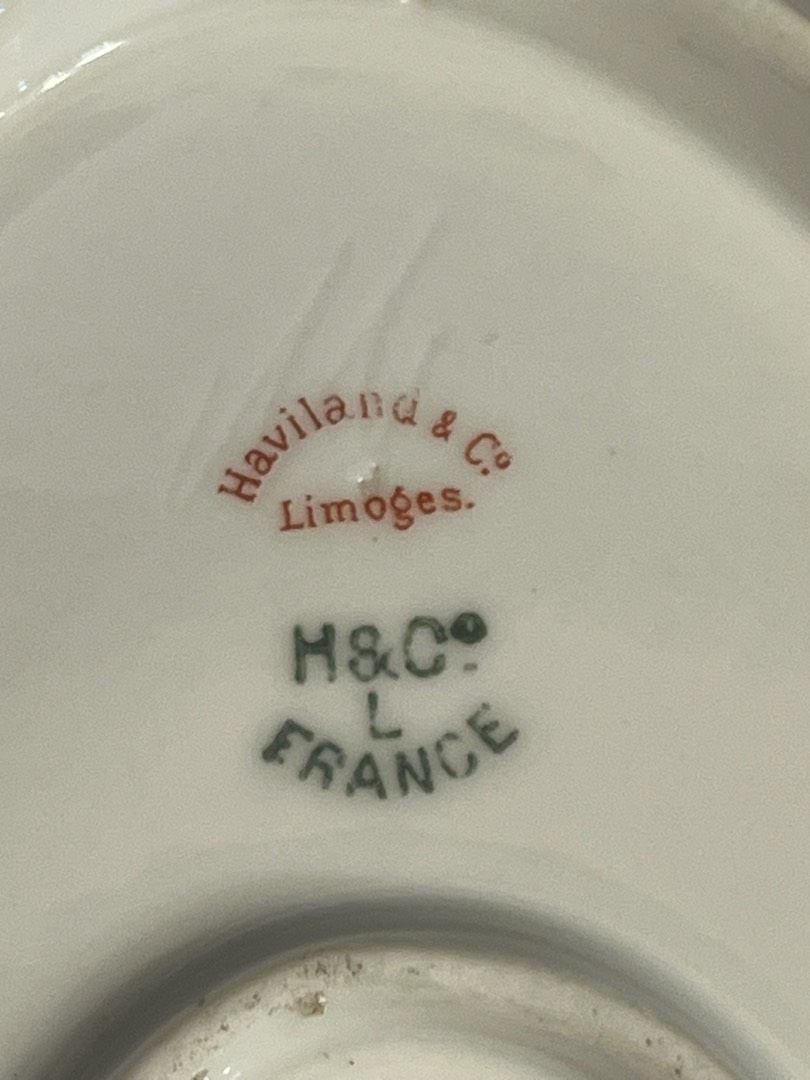 Haviland & Cº
Limoges.
H&Cº
L
FRANCE